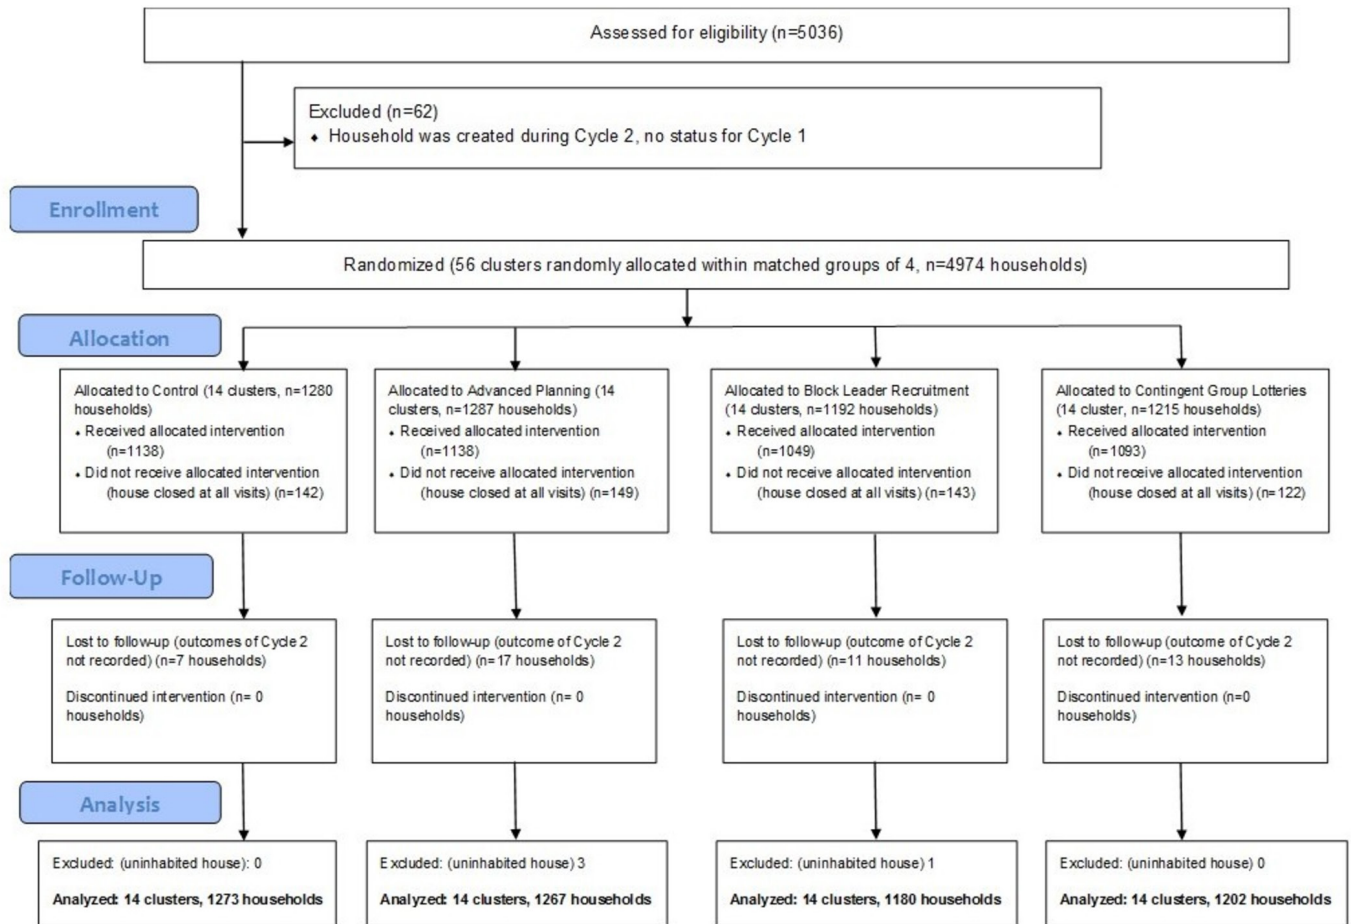 Assessed for eligibility (n=5036)
Excluded (n=62)
⬧ Household was created during Cycle 2, no status for Cycle 1
Enrollment
Randomized (56 clusters randomly allocated within matched groups of 4, n=4974 households)
Allocation
Allocated to Control (14 clusters, n=1280
households)
⬧ Received allocated intervention
(n=1138)
⬧ Did not receive allocated intervention
(house closed at all visits) (n=142)
Allocated to Advanced Planning (14
clusters, n=1287 households)
⬧ Received allocated intervention
(n=1138)
⬧ Did not receive allocated intervention
(house closed at all visits) (n=149)
Allocated to Block Leader Recruitment
(14 clusters, n=1192 households)
⬧ Received allocated intervention
(n=1049)
⬧ Did not receive allocated intervention
(house closed at all visits) (n=143)
Allocated to Contingent Group Lotteries
(14 cluster, n=1215 households)
⬧ Received allocated intervention
(n=1093)
⬧ Did not receive allocated intervention
(house closed at all visits) (n=122)
Follow-Up
Lost to follow-up (outcomes of Cycle 2
not recorded) (n=7 households)
Discontinued intervention (n= 0
households)
Lost to follow-up (outcome of Cycle 2
not recorded) (n=17 households)
Discontinued intervention (n= 0
households)
Lost to follow-up (outcome of Cycle 2
not recorded) (n=11 households)
Discontinued intervention (n= 0
households)
Lost to follow-up (outcome of Cycle 2
not recorded) (n=13 households)
Discontinued intervention (n=0
households)
Analysis
Excluded: (uninhabited house): 0
Analyzed: 14 clusters, 1273 households
Excluded: (uninhabited house) 3
Analyzed: 14 clusters, 1267 households
Excluded: (uninhabited house) 1
Analyzed: 14 clusters, 1180 households
Excluded: (uninhabited house) 0
Analyzed: 14 clusters, 1202 households